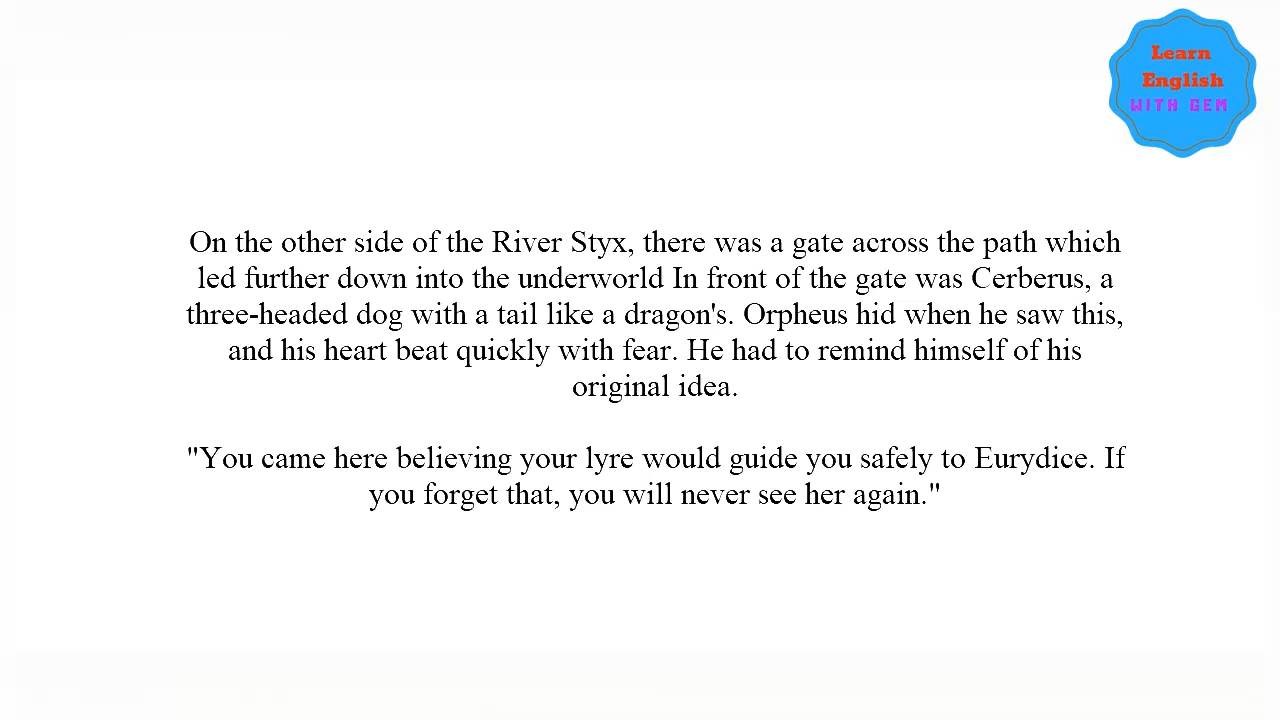 Learn
English
WITH GEM
On the other side of the River Styx, there was a gate across the path which
led further down into the underworld In front of the gate was Cerberus, a
three-headed dog with a tail like a dragon's. Orpheus hid when he saw this,
and his heart beat quickly with fear. He had to remind himself of his
original idea.
"You came here believing your lyre would guide you safely to Eurydice. If
you forget that, you will never see her again."